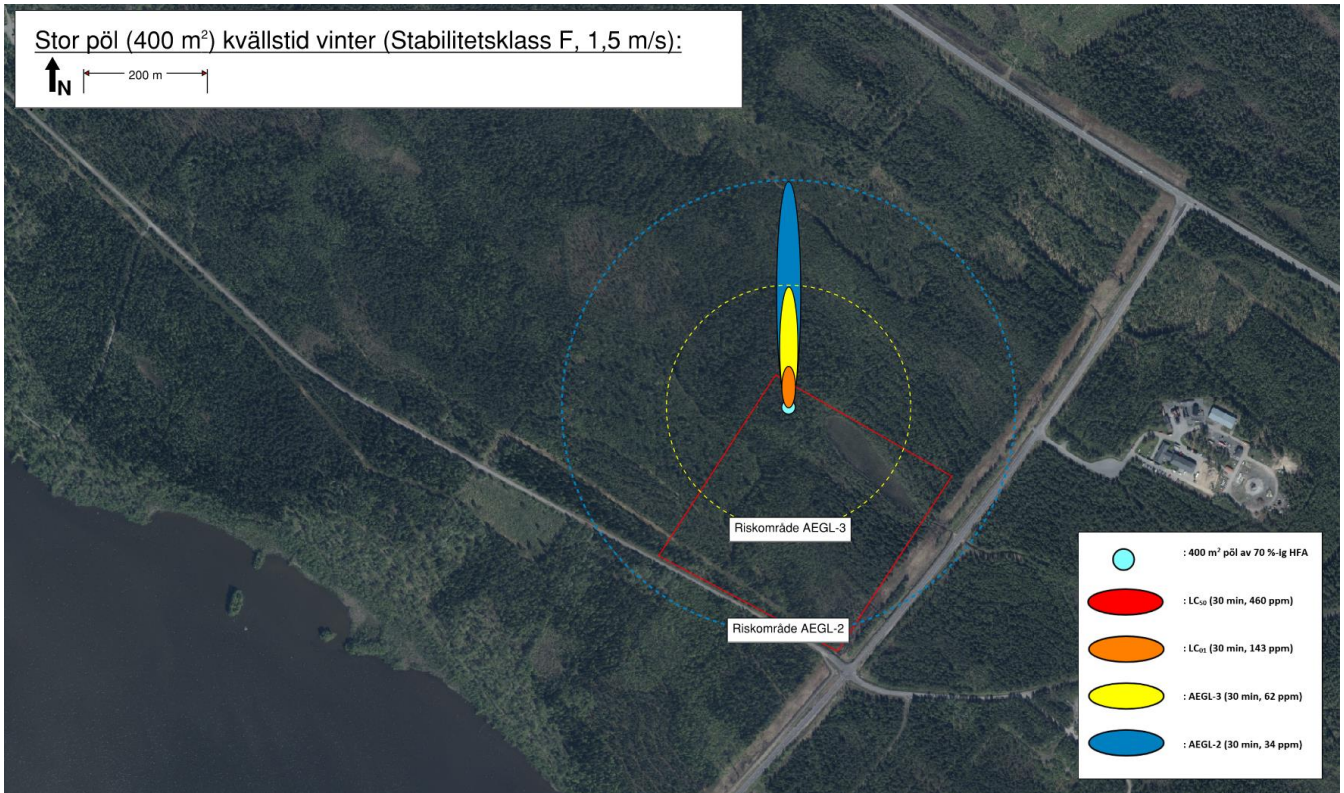 Stor pöl (400 m²) kvällstid vinter (Stabilitetsklass F, 1,5 m/s):
N
200 m
Riskområde AEGL-3
Riskområde AEGL-2
: 400 m² pöl av 70 %-ig HFA
: LC₅₀ (30 min, 460 ppm)
: LC₀₁ (30 min, 143 ppm)
: AEGL-3 (30 min, 62 ppm)
: AEGL-2 (30 min, 34 ppm)